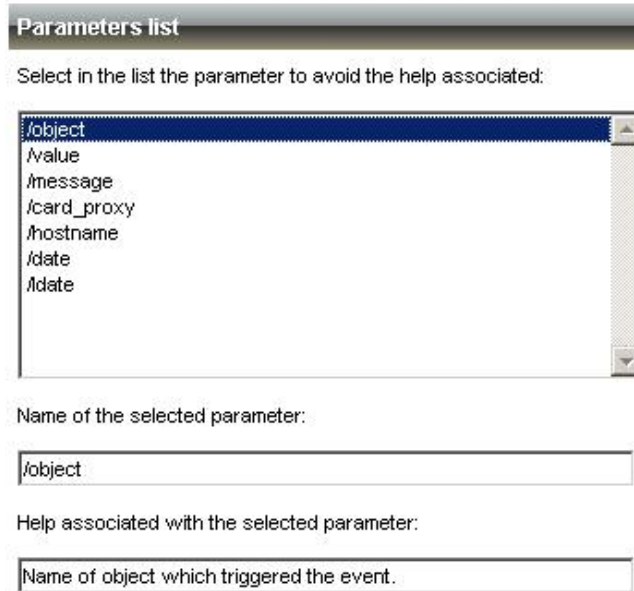 Parameters list
Select in the list the parameter to avoid the help associated:
/object
/value
/message
/card_proxy
/hostname
/date
/ldate
Name of the selected parameter:
/object
Help associated with the selected parameter:
Name of object which triggered the event.